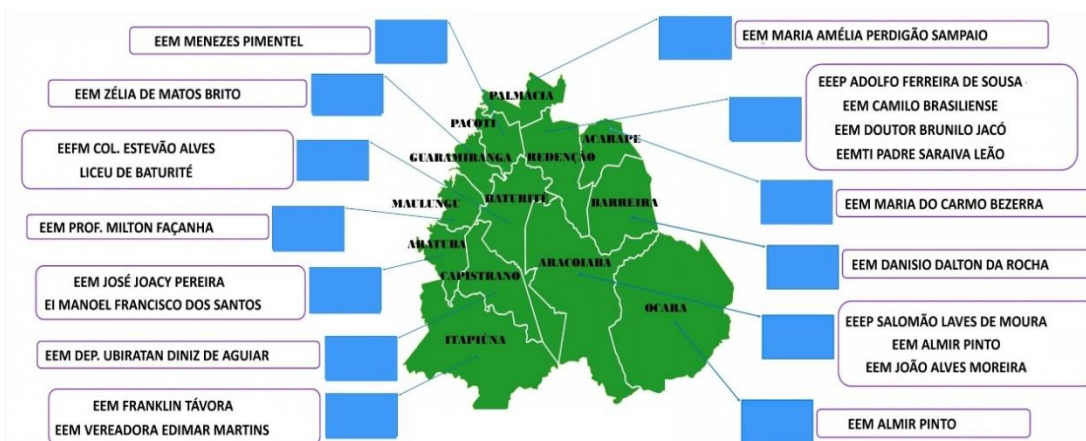 EEM MENEZES PIMENTEL
EEM ZÉLIA DE MATOS BRITO
EEFM COL. ESTEVÃO ALVES
LICEU DE BATURITÉ
EEM PROF. MILTON FAÇANHA
EEM JOSÉ JOACY PEREIRA
EI MANOEL FRANCISCO DOS SANTOS
EEM DEP. UBIRATAN DINIZ DE AGUIAR
EEM FRANKLIN TÁVORA
EEM VEREADORA EDIMAR MARTINS
PALMÁCIA
PACOTI
ACARAPE
GUARAMIRANGA
REDENÇÃO
MAULUNGU
BATURITÉ
BARREIRA
ARATUBA
CAPISTRANO
ARACOIABA
OCARA
ITAPIÚNA
EEM MARIA AMÉLIA PERDIGÃO SAMPAIO
EEEP ADOLFO FERREIRA DE SOUSA
EEM CAMILO BRASILIENSE
EEM DOUTOR BRUNILO JACÓ
EEMTI PADRE SARAIVA LEÃO
EEM MARIA DO CARMO BEZERRA
EEM DANISIO DALTON DA ROCHA
EEEP SALOMÃO LAVES DE MOURA
EEM ALMIR PINTO
EEM JOÃO ALVES MOREIRA
EEM ALMIR PINTO